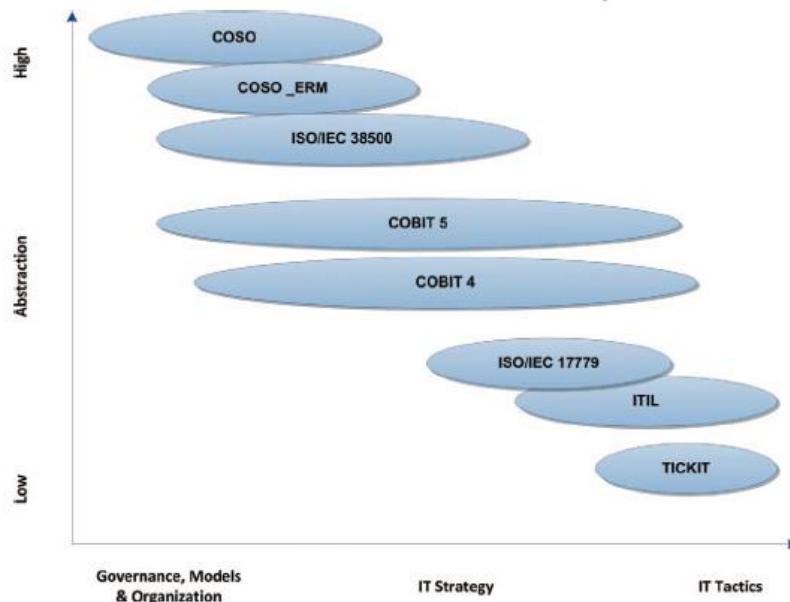 COSO
High
COSO _ERM
ISO/IEC 38500
COBIT 5
Abstraction
COBIT 4
ISO/IEC 17779
ITIL
TICKIT
Low
Governance, Models
& Organization
IT Strategy
IT Tactics